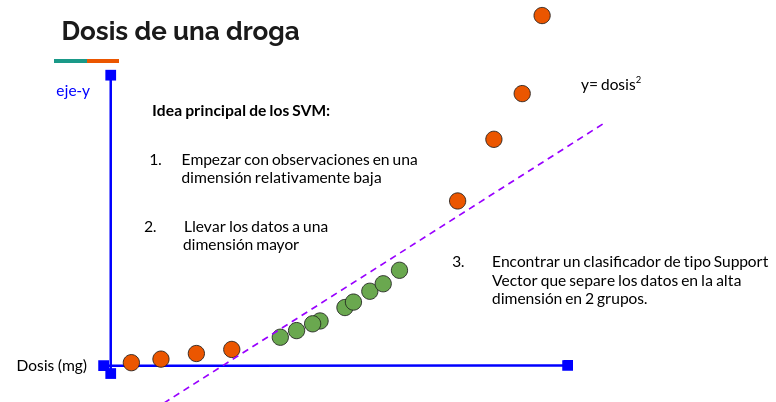 Dosis de una droga
eje-y
y= dosis²
Idea principal de los SVM:
1. Empezar con observaciones en una
dimensión relativamente baja
2. Llevar los datos a una
dimensión mayor
3. Encontrar un clasificador de tipo Support
Vector que separe los datos en la alta
dimensión en 2 grupos.
Dosis (mg)